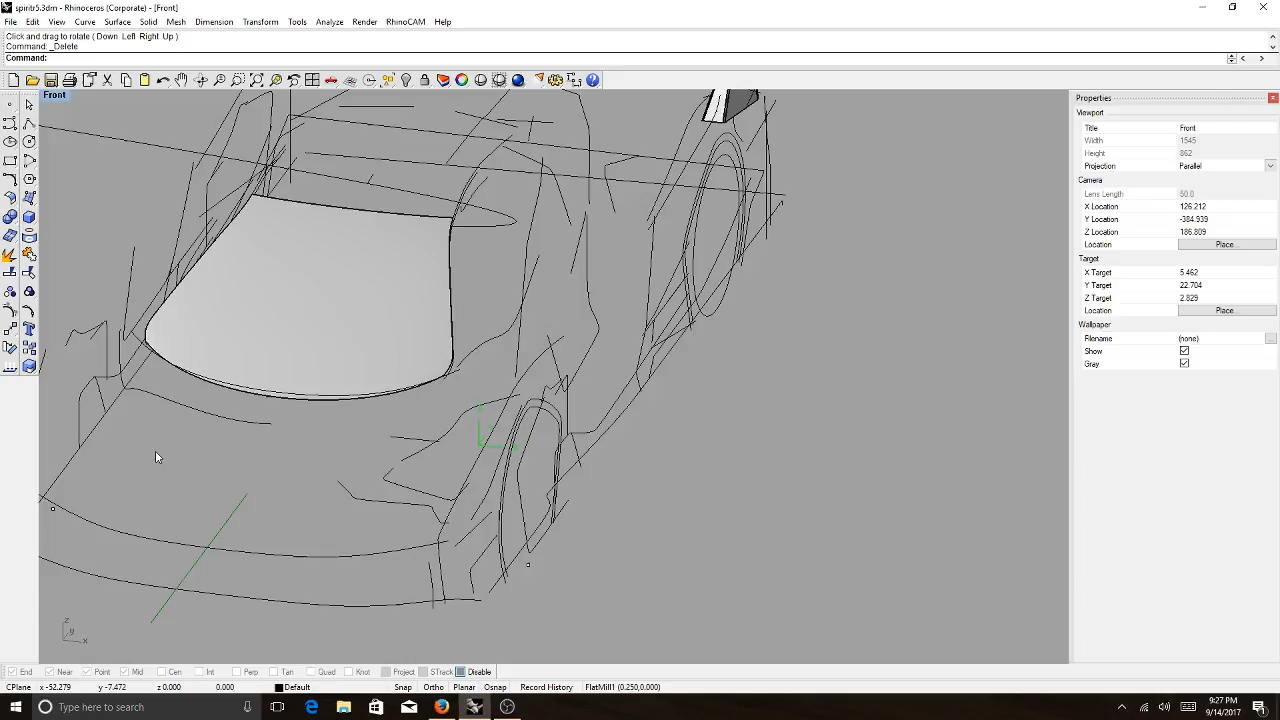 spiritr5.3dm - Rhinoceros (Corporate) - [Front]
File Edit View Curve Surface Solid Mesh Dimension Transform Tools Analyze Render RhinoCAM Help
Click and drag to rotate ( Down Left Right Up )
Command: _Delete
Command:
Front
Properties
Viewport
Title Front
Width 1545
Height 862
Projection Parallel
Camera
Lens Length 50.0
X Location 126.212
Y Location -384.939
Z Location 186.809
Location Place...
Target
X Target 5.462
Y Target 22.704
Z Target 2.829
Location Place...
Wallpaper
Filename (none)
Show
Gray
z
y
x
End Near Point Mid Cen Int Perp Tan Quad Knot Project STrack Disable
CPlane x -52.279 y -7.472 z 0.000 0.000 Default Snap Ortho Planar Osnap Record History FlatMill1 (0.250,0.000)
Type here to search
9:27 PM
9/14/2017